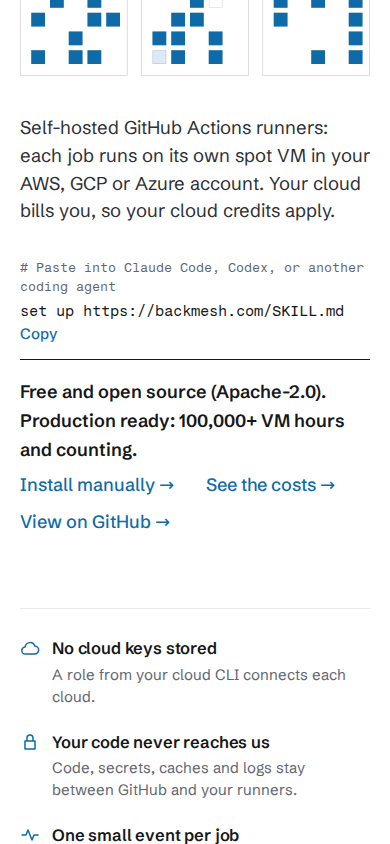 Self-hosted GitHub Actions runners:
each job runs on its own spot VM in your
AWS, GCP or Azure account. Your cloud
bills you, so your cloud credits apply.
# Paste into Claude Code, Codex, or another
coding agent
set up https://backmesh.com/SKILL.md
Copy
Free and open source (Apache-2.0).
Production ready: 100,000+ VM hours
and counting.
Install manually → See the costs →
View on GitHub →
No cloud keys stored
A role from your cloud CLI connects each
cloud.
Your code never reaches us
Code, secrets, caches and logs stay
between GitHub and your runners.
One small event per job